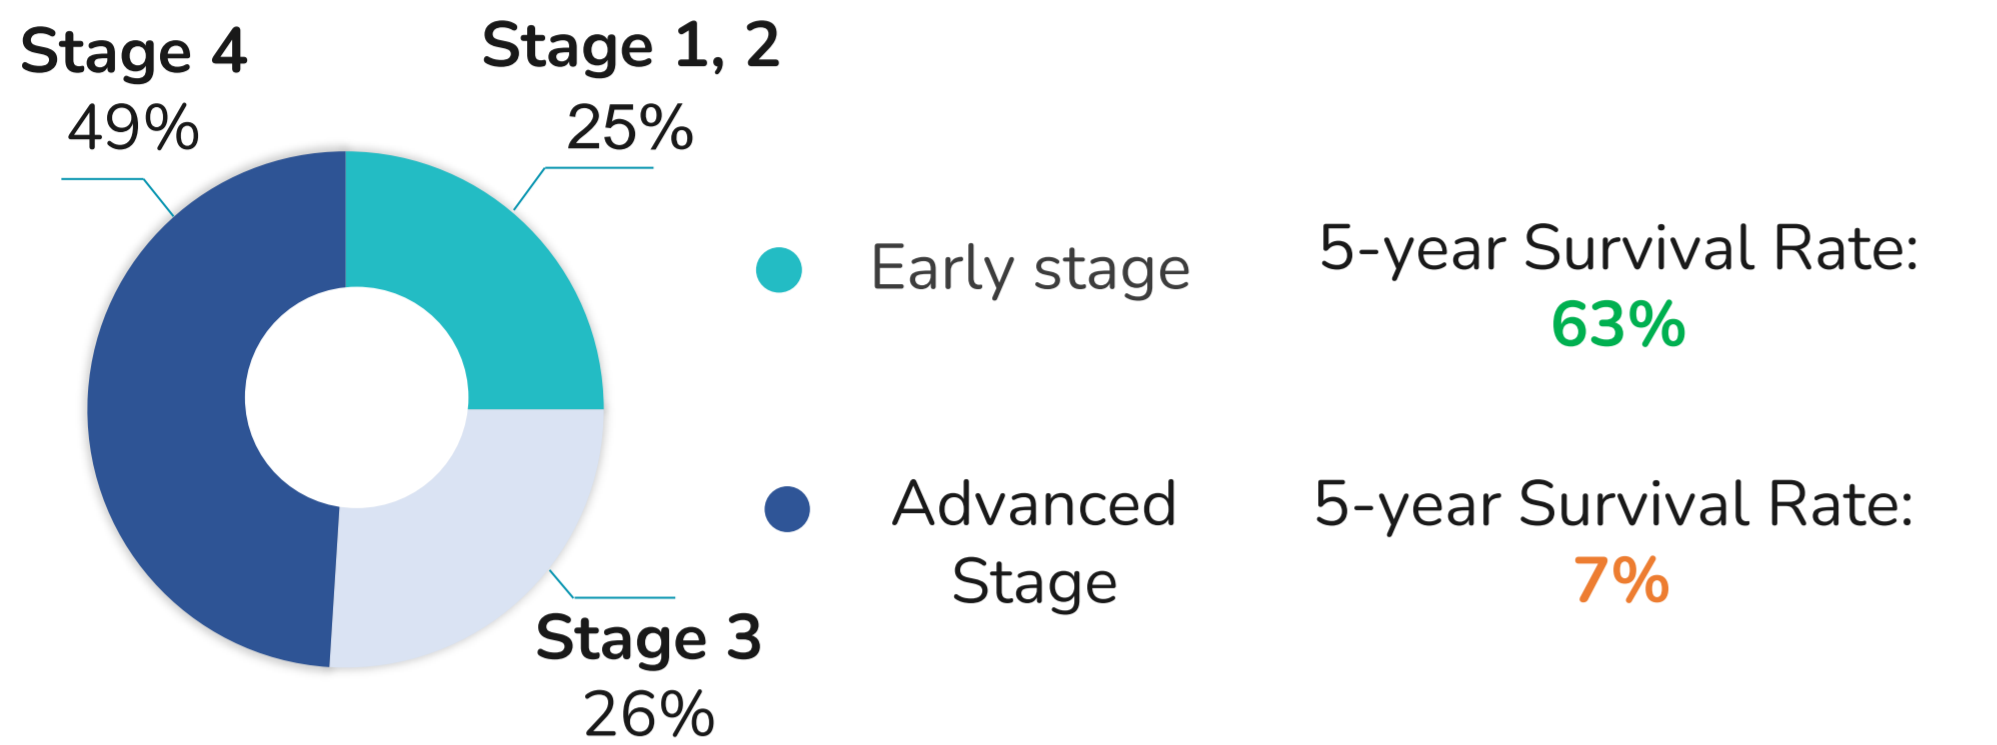 Stage 4
49%
Stage 1, 2
25%
Early stage
5-year Survival Rate:
63%
Advanced
Stage
5-year Survival Rate:
7%
Stage 3
26%